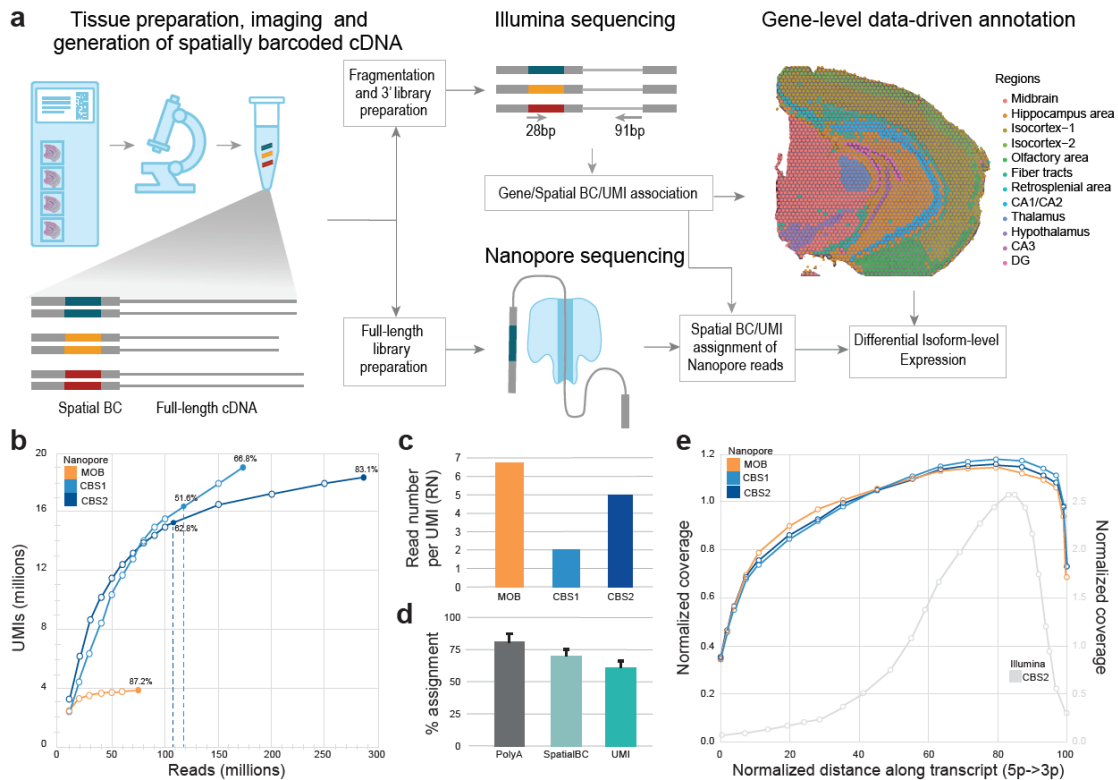 a
Tissue preparation, imaging and
generation of spatially barcoded cDNA
Illumina sequencing
Gene-level data-driven annotation
Fragmentation
and 3' library
preparation
28bp
91bp
Gene/Spatial BC/UMI association
Regions
Midbrain
Hippocampus area
Isocortex-1
Isocortex-2
Olfactory area
Fiber tracts
Retrosplenial area
CA1/CA2
Thalamus
Hypothalamus
CA3
DG
Nanopore sequencing
Full-length
library
preparation
Spatial BC/UMI
assignment of
Nanopore reads
Differential Isoform-level
Expression
Spatial BC
Full-length cDNA
b
Nanopore
MOB
CBS1
CBS2
20
16
12
8
4
0
UMIs (millions)
66.8%
83.1%
51.6%
62.8%
87.2%
0
50
100
150
200
250
300
Reads (millions)
c
Read number
per UMI (RN)
7
6
5
4
3
2
1
0
MOB
CBS1
CBS2
d
% assignment
100
75
50
25
0
PolyA
SpatialBC
UMI
e
Nanopore
MOB
CBS1
CBS2
Normalized coverage
1.2
1.0
0.8
0.6
0.4
0.2
0.0
Normalized coverage
2.5
2.0
1.5
1.0
0.5
0.0
Illumina
CBS2
0
20
40
60
80
100
Normalized distance along transcript (5p->3p)